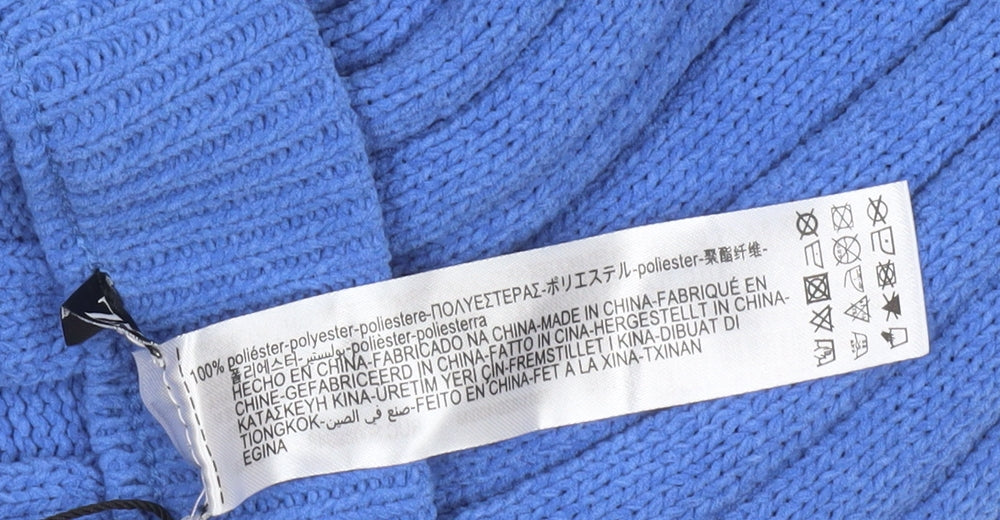 100% poliéster-polyester-poliestere-ΠΟΛΥΕΣΤΕΡΑΣ-ポリエステル-poliester-聚酯纤维-
폴리에스터-بوليستير-polièster-poliesterra
HECHO EN CHINA-FABRICADO NA CHINA-MADE IN CHINA-FABRIQUÉ EN
CHINE-GEFABRICEERD IN CHINA-FATTO IN CINA-HERGESTELLT IN CHINA-
ΚΑΤΑΣΚΕΥΗ ΚΙΝΑ-URETİM YERİ ÇİN-FREMSTILLET I KINA-DIBUAT DI
TIONGKOK-صنع في الصين-FEITO EN CHINA-FET A LA XINA-TXINAN
EGINA